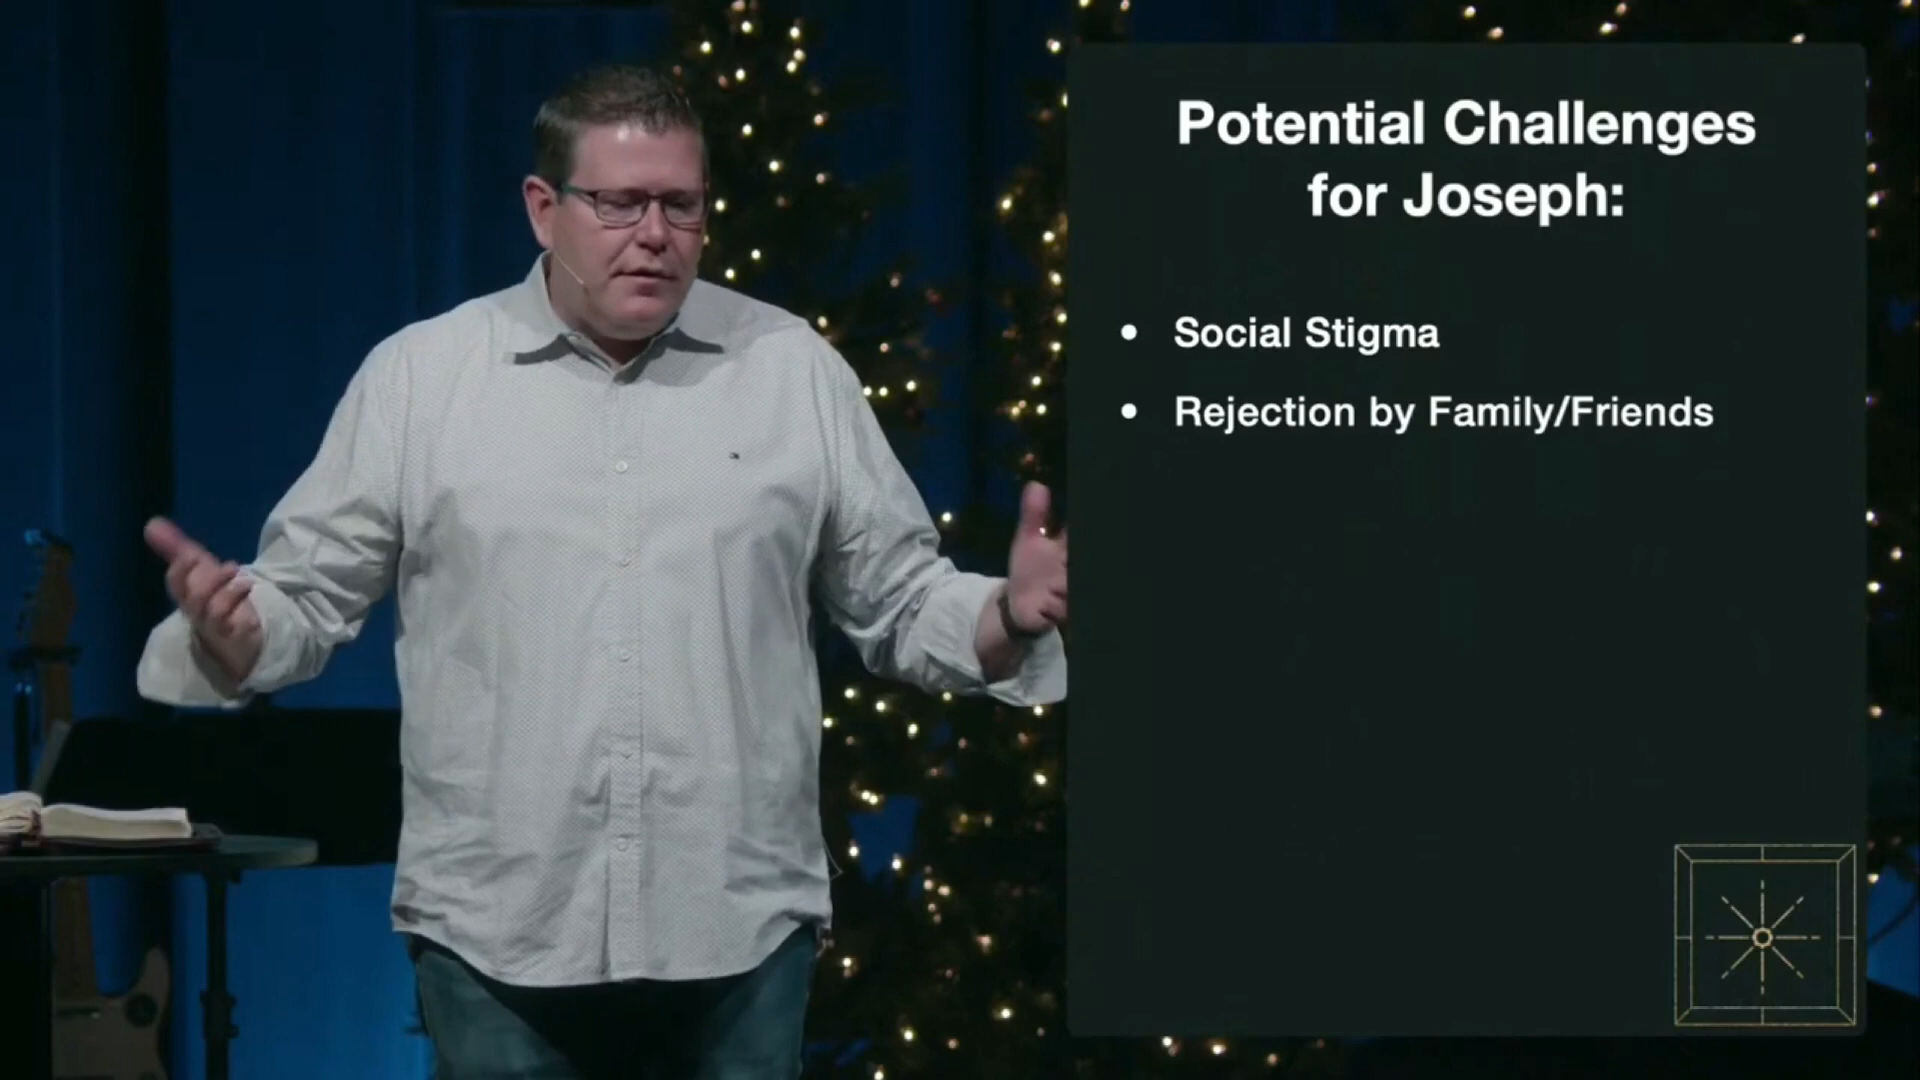 Potential Challenges
for Joseph:
• Social Stigma
• Rejection by Family/Friends